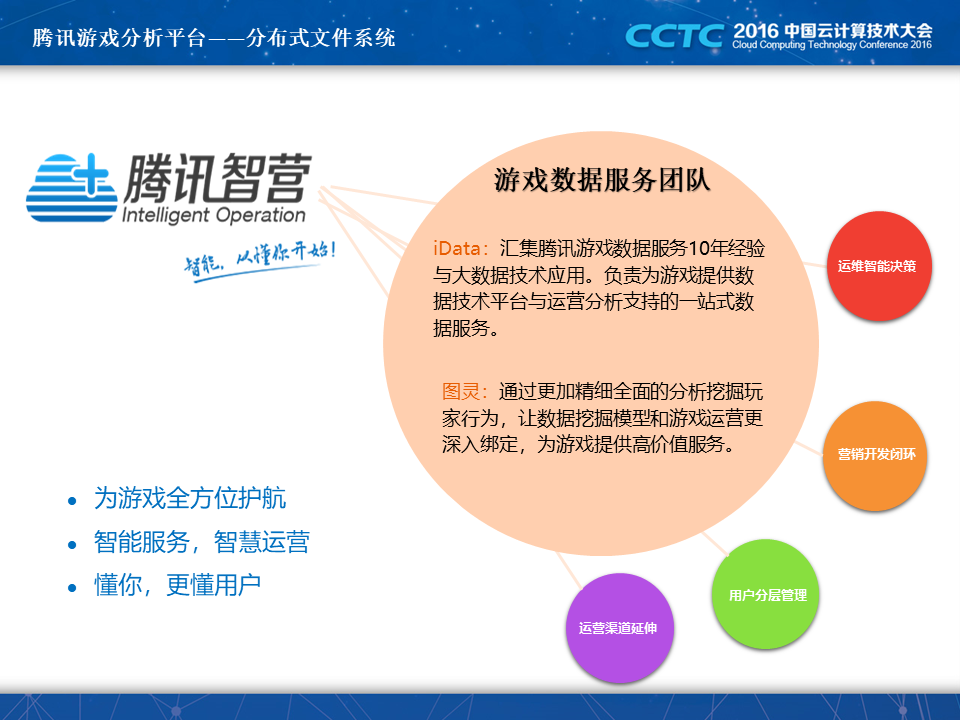 腾讯游戏分析平台——分布式文件系统
CCTC 2016 中国云计算技术大会
Cloud Computing Technology Conference 2016
腾讯智营
Intelligent Operation
智能，从懂你开始！
游戏数据服务团队
iData：汇集腾讯游戏数据服务10年经验
与大数据技术应用。负责为游戏提供数
据技术平台与运营分析支持的一站式数
据服务。
图灵：通过更加精细全面的分析挖掘玩
家行为，让数据挖掘模型和游戏运营更
深入绑定，为游戏提供高价值服务。
运维智能决策
营销开发闭环
用户分层管理
运营渠道延伸
• 为游戏全方位护航
• 智能服务，智慧运营
• 懂你，更懂用户